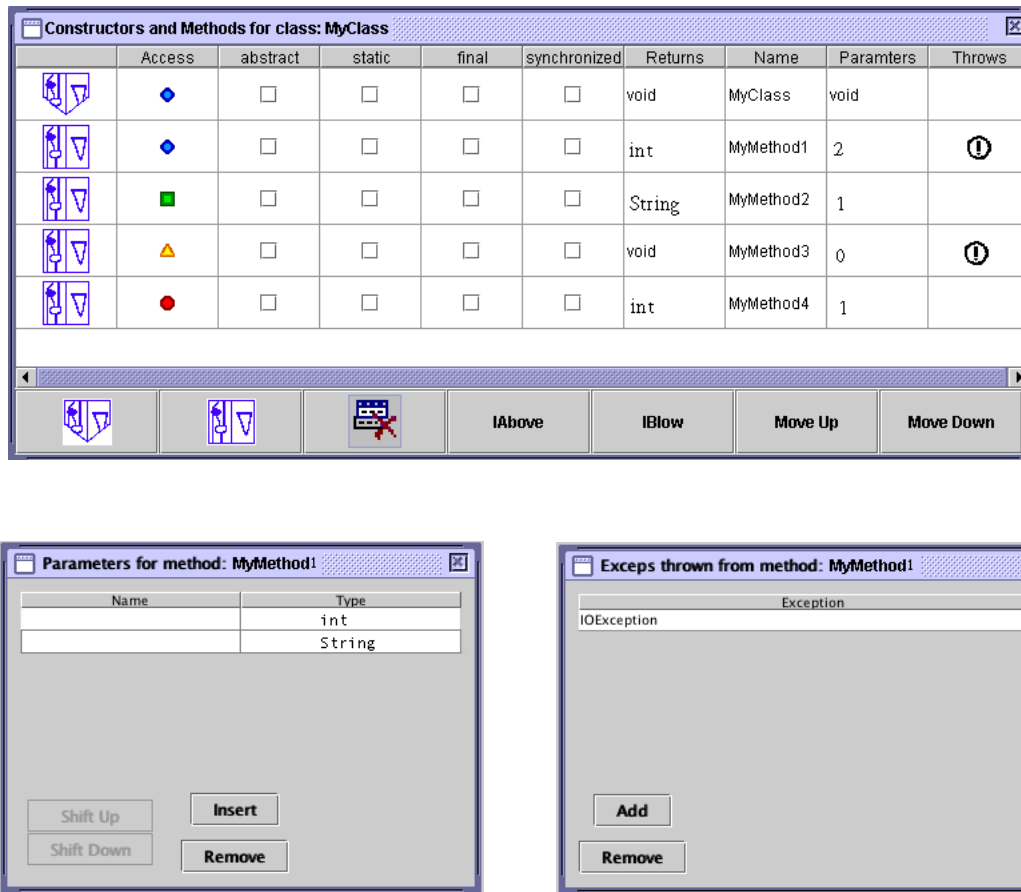 Constructors and Methods for class: MyClass
Access abstract static final synchronized Returns Name Paramters Throws
void MyClass void
int MyMethod1 2
String MyMethod2 1
void MyMethod3 0
int MyMethod4 1
IAbove IBlow Move Up Move Down
Parameters for method: MyMethod1
Name Type
int
String
Shift Up
Insert
Shift Down
Remove
Exceps thrown from method: MyMethod1
Exception
IOException
Add
Remove